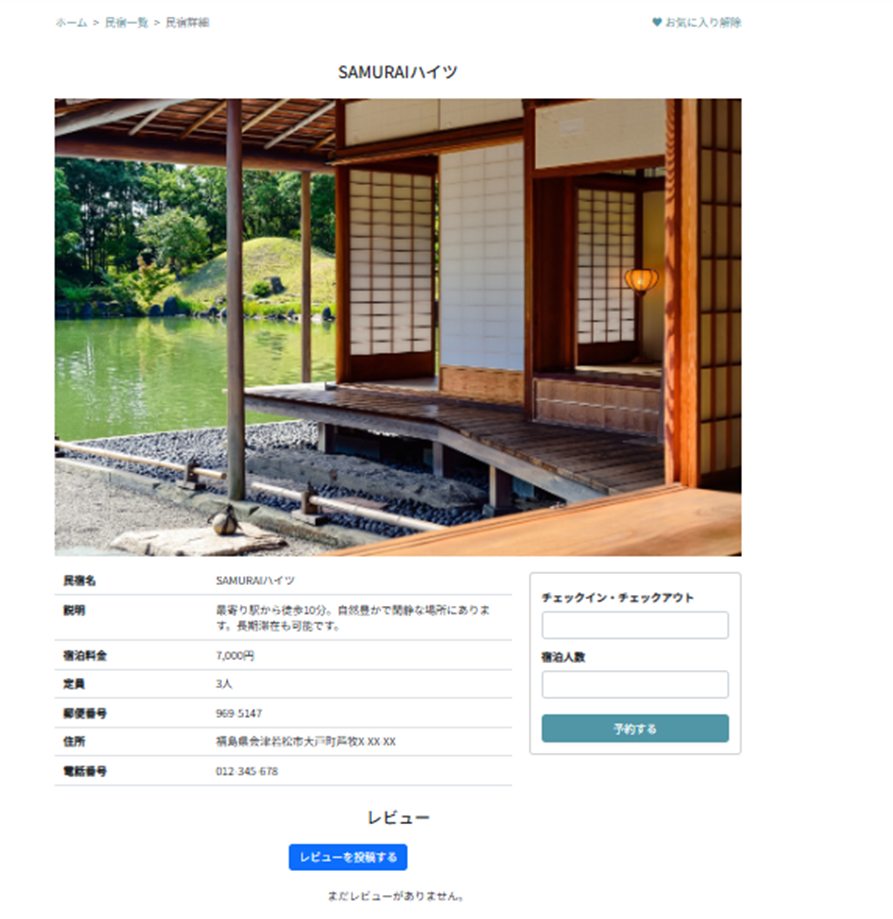 ホーム > 民宿一覧 > 民宿詳細
♥ お気に入り解除
SAMURAIハイツ
民宿名 SAMURAIハイツ
説明 最寄り駅から徒歩10分。自然豊かで閑静な場所にありま
す。長期滞在も可能です。
宿泊料金 7,000円
定員 3人
郵便番号 969-5147
住所 福島県会津若松市大戸町芦牧X-XX-XX
電話番号 012-345-678
チェックイン・チェックアウト
宿泊人数
予約する
レビュー
レビューを投稿する
まだレビューがありません。